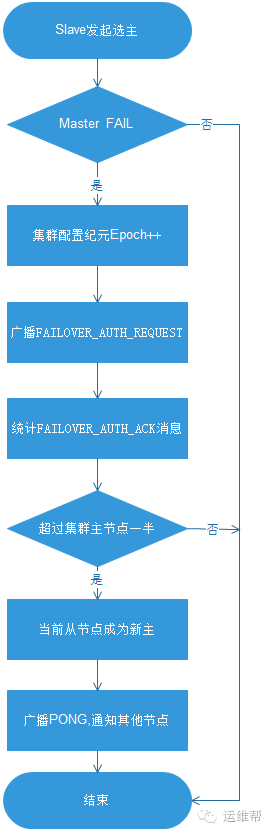 Slave发起选主
Master FAIL
否
是
集群配置纪元Epoch++
广播FAILOVER_AUTH_REQUEST
统计FAILOVER_AUTH_ACK消息
超过集群主节点一半
否
是
当前从节点成为新主
广播PONG,通知其他节点
结束
运维帮